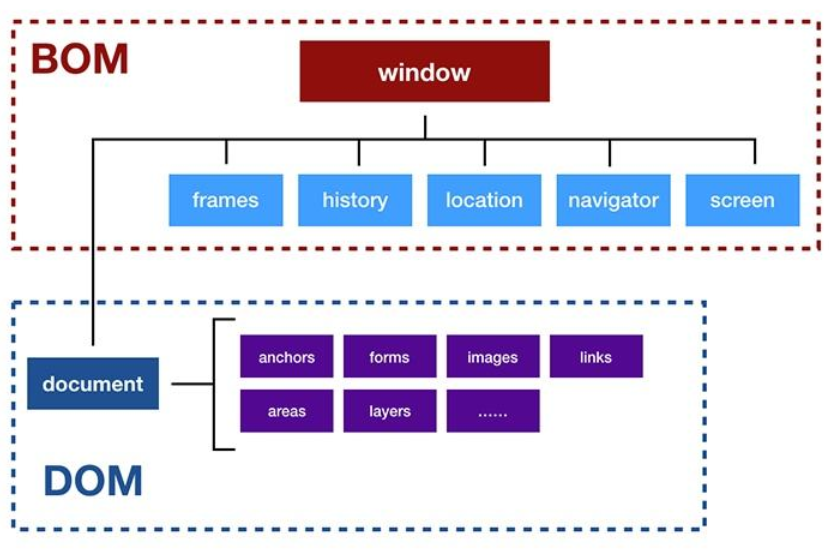 BOM
window
frames history location navigator screen
anchors forms images links
document
areas layers ......
DOM